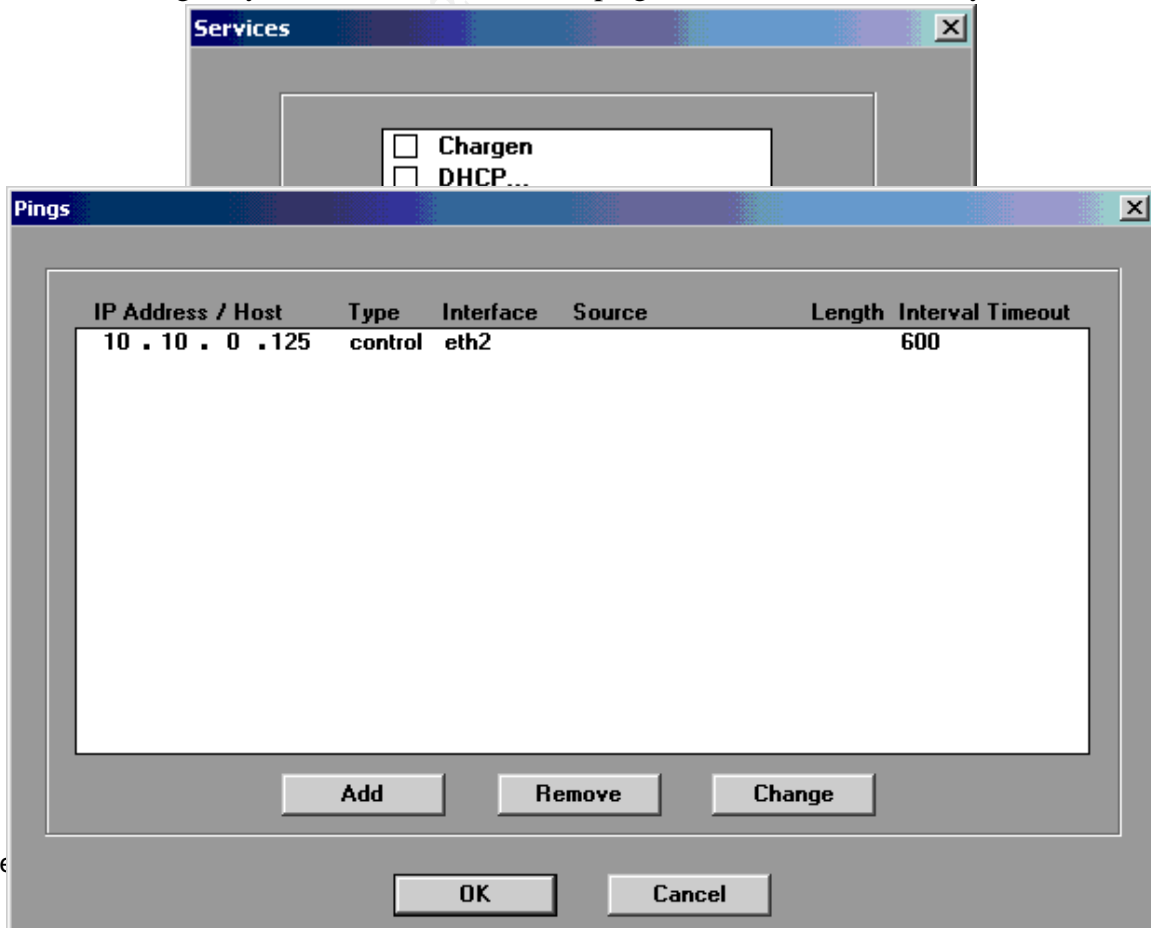 Services
Chargen
DHCP...
Pings
IP Address / Host Type Interface Source Length Interval Timeout
10 . 10 . 0 .125 control eth2 600
Add Remove Change
OK Cancel